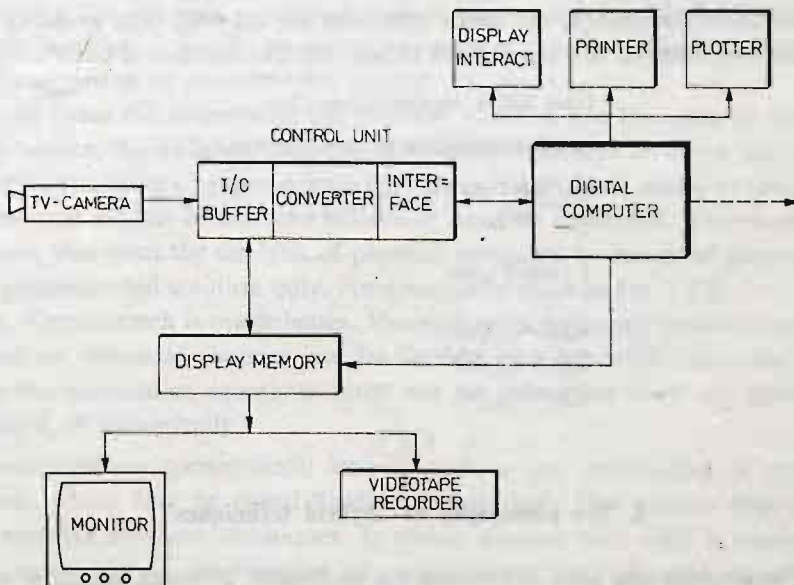 DISPLAY
INTERACT
PRINTER
PLOTTER
CONTROL UNIT
TV-CAMERA
I/O
BUFFER
CONVERTER
INTER=
FACE
DIGITAL
COMPUTER
DISPLAY MEMORY
MONITOR
VIDEOTAPE
RECORDER